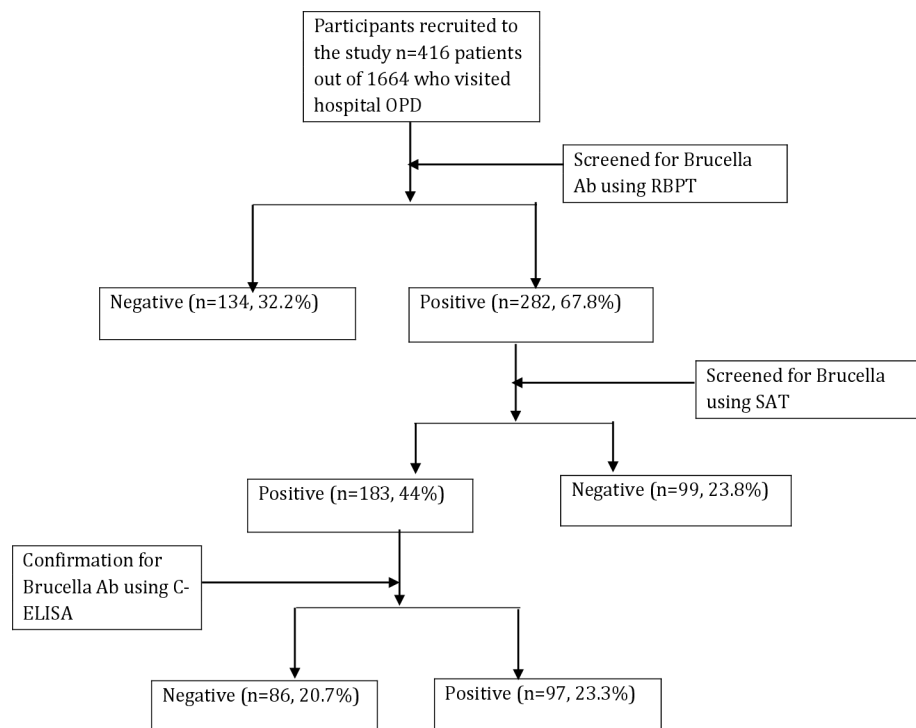 Participants recruited to
the study n=416 patients
out of 1664 who visited
hospital OPD
Screened for Brucella
Ab using RBPT
Negative (n=134, 32.2%)
Positive (n=282, 67.8%)
Screened for Brucella
using SAT
Positive (n=183, 44%)
Negative (n=99, 23.8%)
Confirmation for
Brucella Ab using C-
ELISA
Negative (n=86, 20.7%)
Positive (n=97, 23.3%)